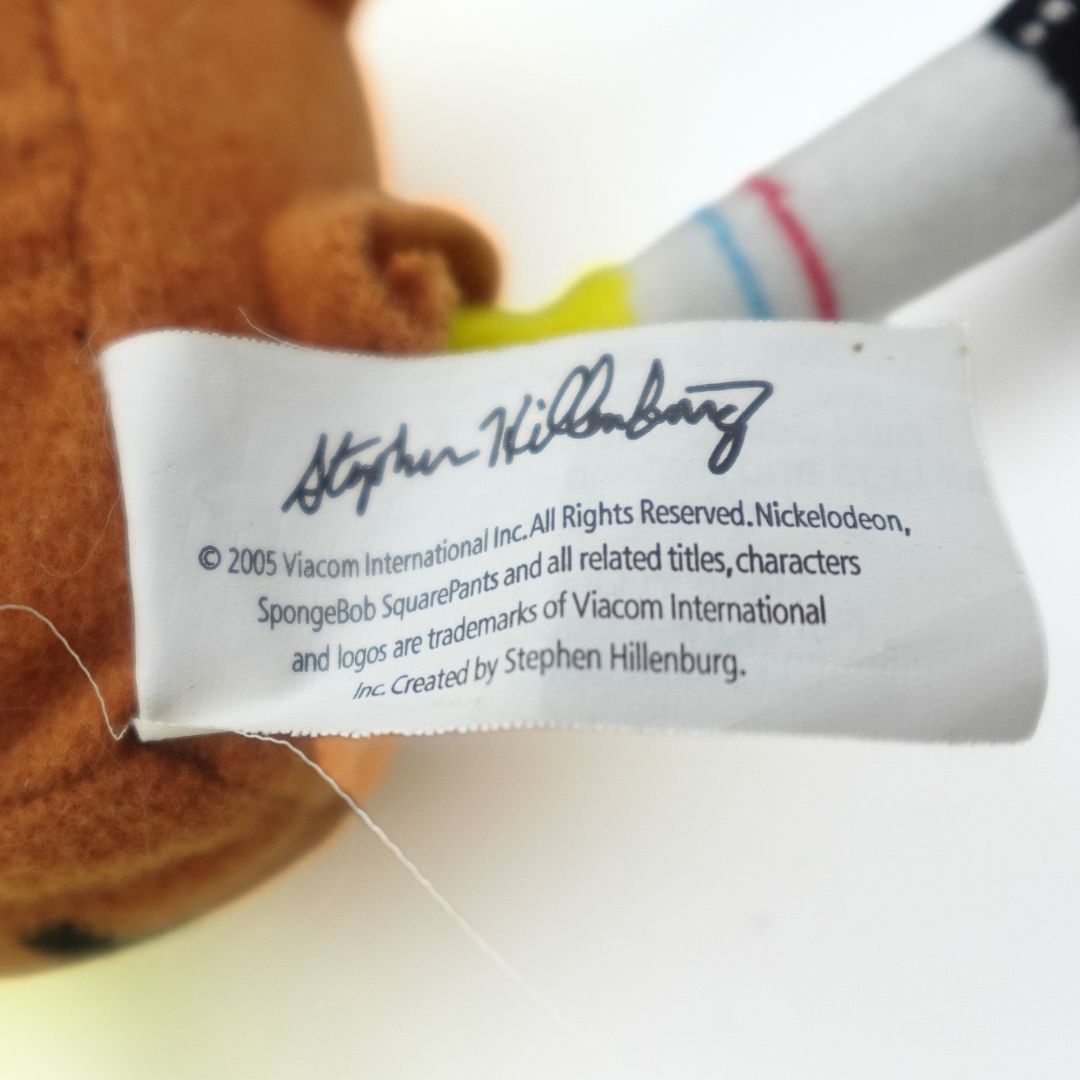 Stephen Hillenburg
© 2005 Viacom International Inc. All Rights Reserved. Nickelodeon,
SpongeBob SquarePants and all related titles, characters
and logos are trademarks of Viacom International
Inc. Created by Stephen Hillenburg.